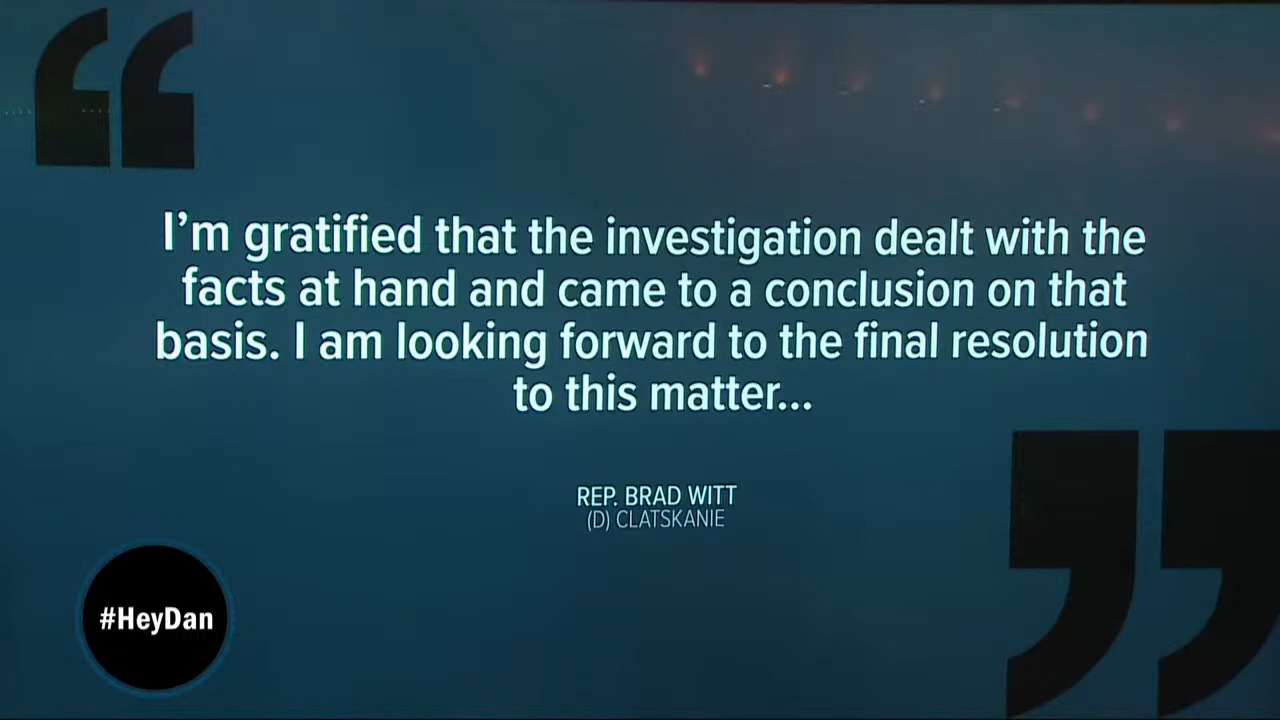 I’m gratified that the investigation dealt with the
facts at hand and came to a conclusion on that
basis. I am looking forward to the final resolution
to this matter...
REP. BRAD WITT
(D) CLATSKANIE
#HeyDan